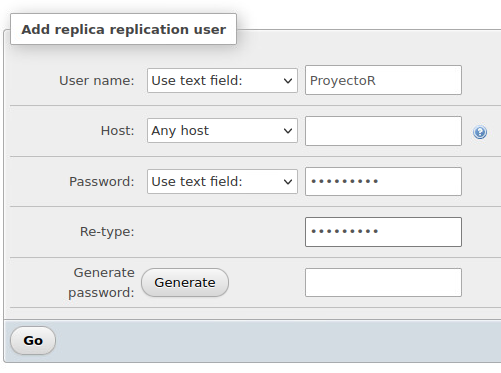 Add replica replication user
User name: Use text field: ProyectoR
Host: Any host
Password: Use text field: •••••••••
Re-type: •••••••••
Generate
password: Generate
Go